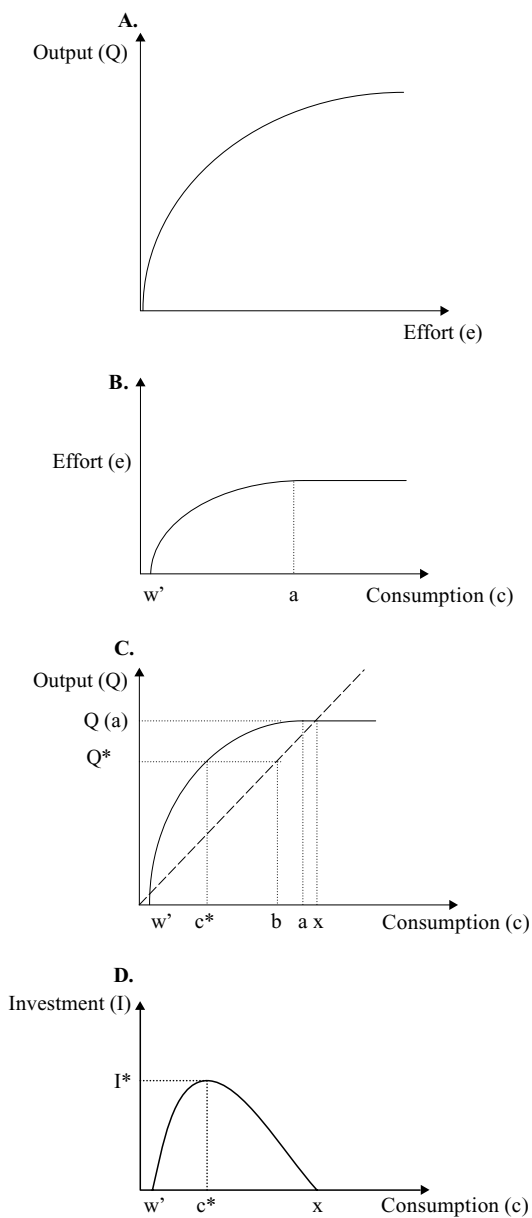 A.
Output (Q)
Effort (e)
B.
Effort (e)
w’ a Consumption (c)
C.
Output (Q)
Q (a)
Q*
w’ c* b a x Consumption (c)
D.
Investment (I)
I*
w’ c* x Consumption (c)